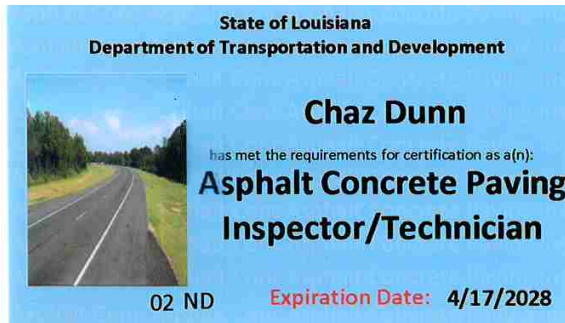 State of Louisiana
Department of Transportation and Development
Chaz Dunn
has met the requirements for certification as a(n):
Asphalt Concrete Paving
Inspector/Technician
02 ND
Expiration Date: 4/17/2028